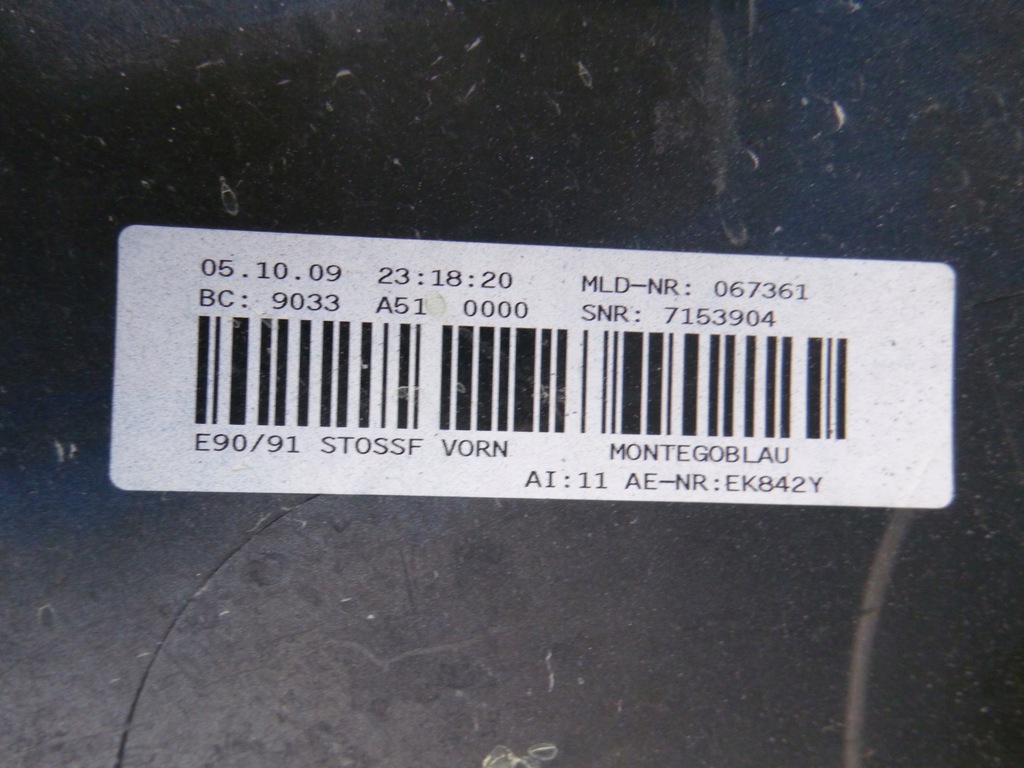 05.10.09 23:18:20 MLD-NR: 067361
BC: 9033 A51 0000 SNR: 7153904
E90/91 STOSSF VORN MONTEGOBLAU
AI:11 AE-NR:EK842Y